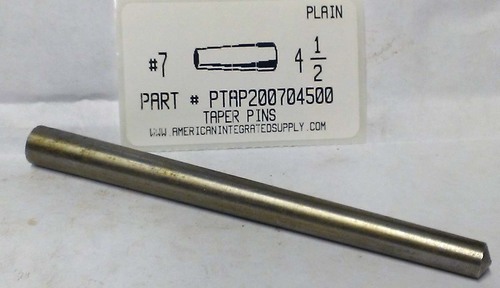 PLAIN
#7 4 1/2
PART # PTAP200704500
TAPER PINS
WWW.AMERICANINTEGRATEDSUPPLY.COM